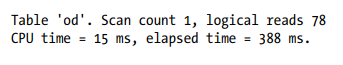 Table 'od'. Scan count 1, logical reads 78
CPU time = 15 ms, elapsed time = 388 ms.